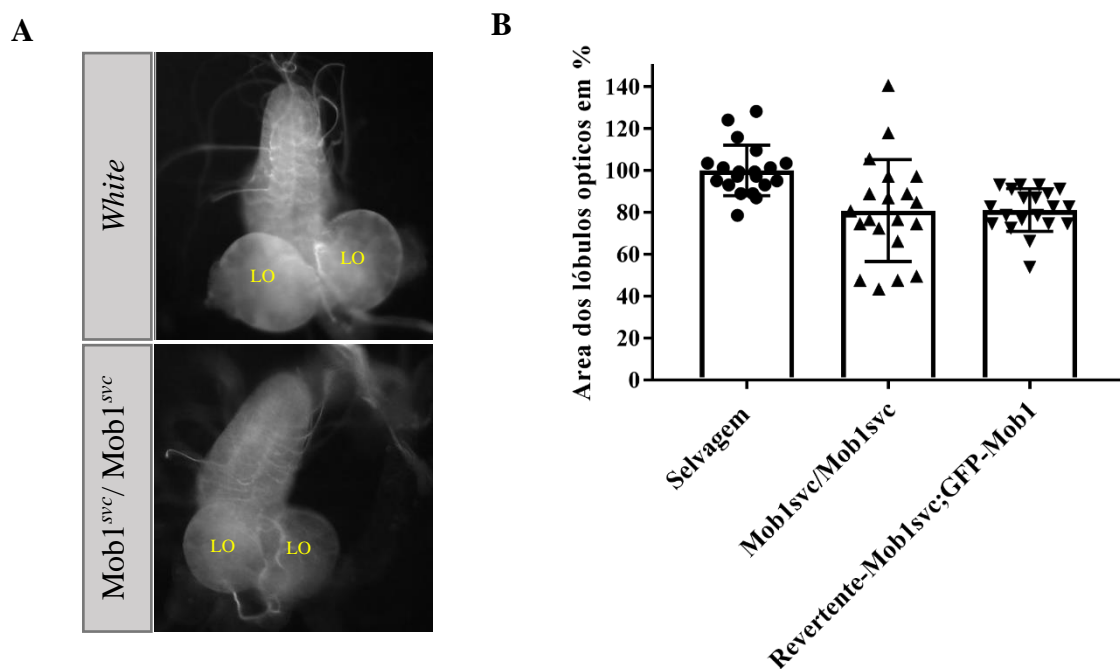 A
White
LO
LO
Mob1svc/ Mob1svc
LO
LO
B
Area dos lóbulos opticos em %
140
120
100
80
60
40
20
0
Selvagem
Mob1svc/Mob1svc
Revertente-Mob1svc;GFP-Mob1